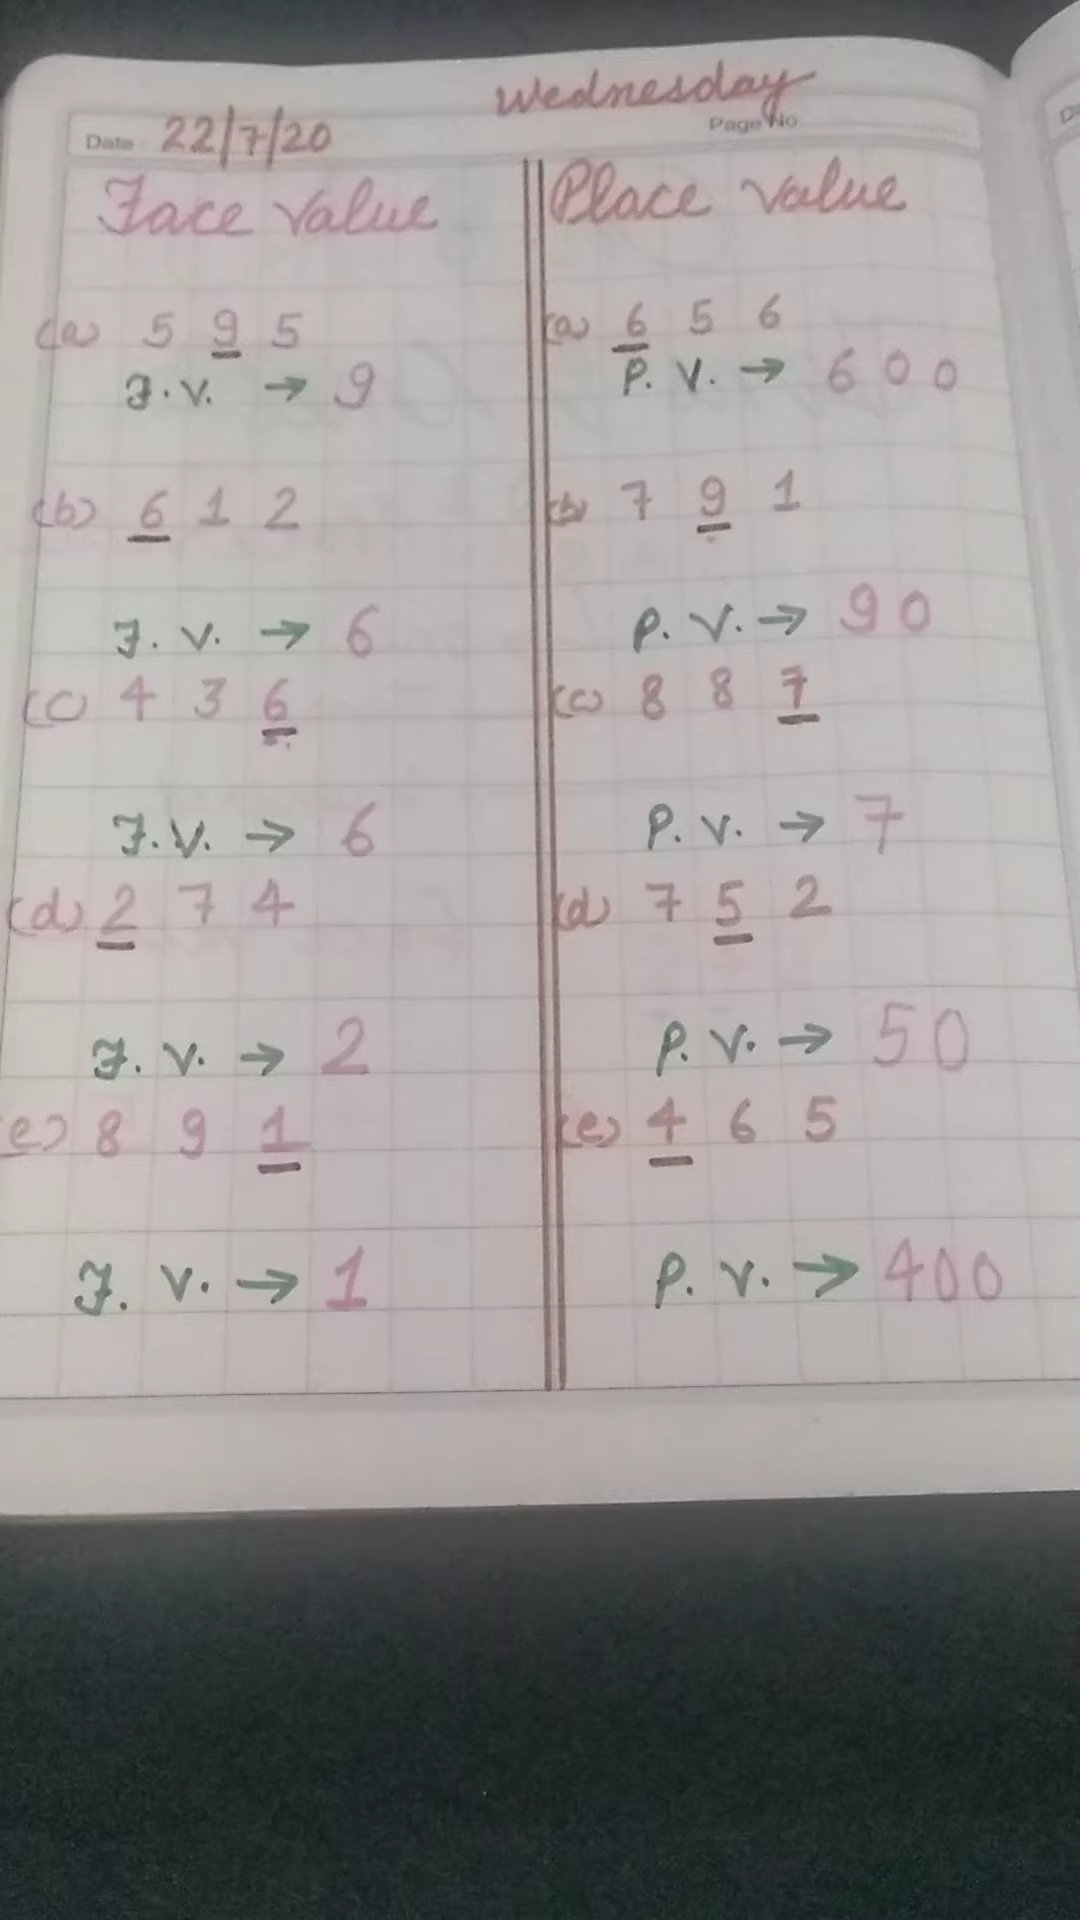 Wednesday
Date 22/7/20
Page No.
Face Value
(a) 5 9 5
F. V. → 9
(b) 6 1 2
F. V. → 6
(c) 4 3 6
F. V. → 6
(d) 2 7 4
F. V. → 2
(e) 8 9 1
F. V. → 1
Place Value
(a) 6 5 6
P. V. → 600
(b) 7 9 1
P. V. → 90
(c) 8 8 7
P. V. → 7
(d) 7 5 2
P. V. → 50
(e) 4 6 5
P. V. → 400